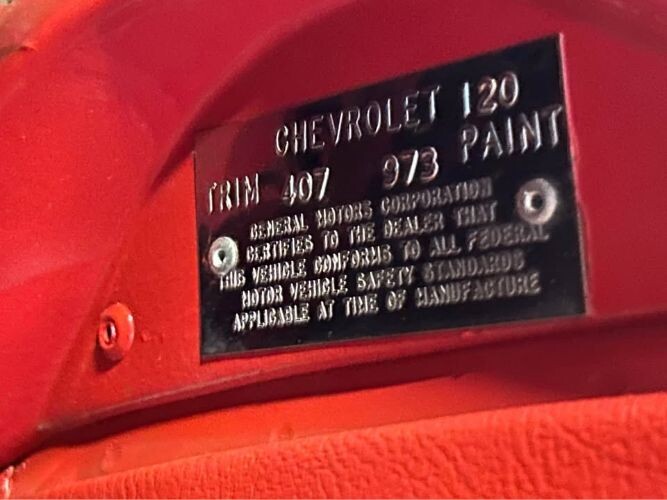 CHEVROLET I20
TRIM 407 973 PAINT
GENERAL MOTORS CORPORATION
CERTIFIES TO THE DEALER THAT
THIS VEHICLE CONFORMS TO ALL FEDERAL
MOTOR VEHICLE SAFETY STANDARDS
APPLICABLE AT TIME OF MANUFACTURE